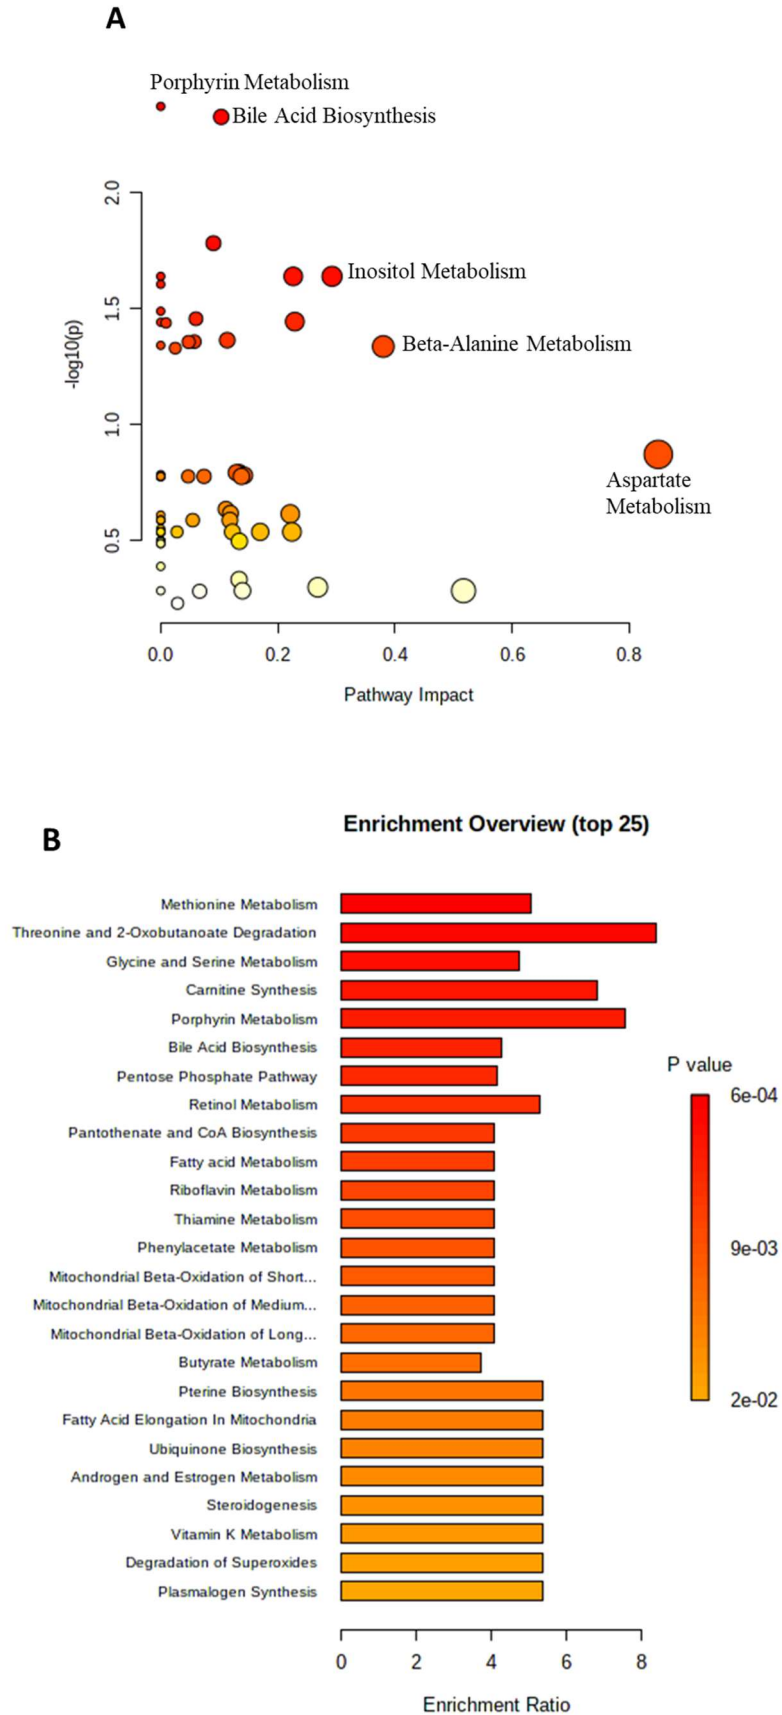 A
Porphyrin Metabolism
Bile Acid Biosynthesis
2.0
Inositol Metabolism
1.5
Beta-Alanine Metabolism
-log10(p)
1.0
Aspartate
Metabolism
0.5
0.0 0.2 0.4 0.6 0.8
Pathway Impact
B
Enrichment Overview (top 25)
Methionine Metabolism
Threonine and 2-Oxobutanoate Degradation
Glycine and Serine Metabolism
Carnitine Synthesis
Porphyrin Metabolism
Bile Acid Biosynthesis
Pentose Phosphate Pathway
Retinol Metabolism
Pantothenate and CoA Biosynthesis
Fatty acid Metabolism
Riboflavin Metabolism
Thiamine Metabolism
Phenylacetate Metabolism
Mitochondrial Beta-Oxidation of Short...
Mitochondrial Beta-Oxidation of Medium...
Mitochondrial Beta-Oxidation of Long...
Butyrate Metabolism
Pterine Biosynthesis
Fatty Acid Elongation In Mitochondria
Ubiquinone Biosynthesis
Androgen and Estrogen Metabolism
Steroidogenesis
Vitamin K Metabolism
Degradation of Superoxides
Plasmalogen Synthesis
P value
6e-04
9e-03
2e-02
0 2 4 6 8
Enrichment Ratio